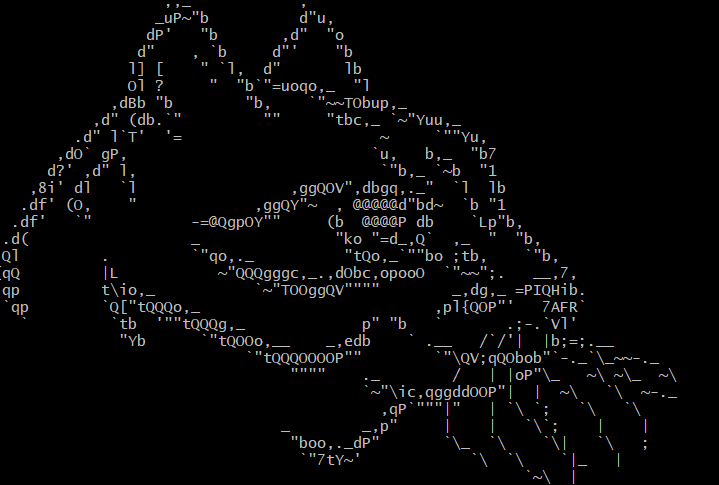 ,,_ ,
_uP~"b d"u,
dP' "b ,d" "o
d" , `b d"' "b
l] [ " `l, d" lb
Ol ? " "b`"=uoqo,_ "l
,dBb "b "b, `"~~TObup,_
,d" (db.`" "" "tbc,_ `~"Yuu,_
.d" l`T' '= ~ `""Yu,
,dO` gP, `u, b,_ "b7
d?' ,d" l, `"b,_ `~b "1
,8i' dl `l ,ggQOV",dbgq,._" `l lb
.df' (O, " ,ggQY"~ , @@@@@d"bd~ `b "1
.df' `" -=@QgpOY"" (b @@@@P db `Lp"b,
.d( _ "ko "=d_,Q` ,_ " "b,
Ql . `"qo,._ "tQo,_`""bo ;tb, `"b,
qQ |L ~"QQQgggc,_.,dObc,opooO `"~~";. __,7,
qp t\io,_ `~"TOOggQV"""" _,dg,_ =PIQHib.
`qp `Q["tQQQo,_ ,pl{QOP"' 7AFR`
` `tb '""tQQQg,_ p" "b ` .;-.`Vl'
"Yb `"tQOOo,__ _,edb ` .__ /`/'| |b;=;.__
`"tQQQOOOOP"" `"\QV;qQObob"`-._`\_~~-._
"""" ._ / | |oP"\_ ~\ ~\_ ~\
`~"\ic,qggddOOP"| | ~\ `\ ~-._
,qP`"""|" | `\ `; `\ `\
_ _,p" | | `\`; | |
"boo,._dP" `\_ `\ `\| `\ ;
`"7tY~' `\ `\ `|_ |
`~\ |